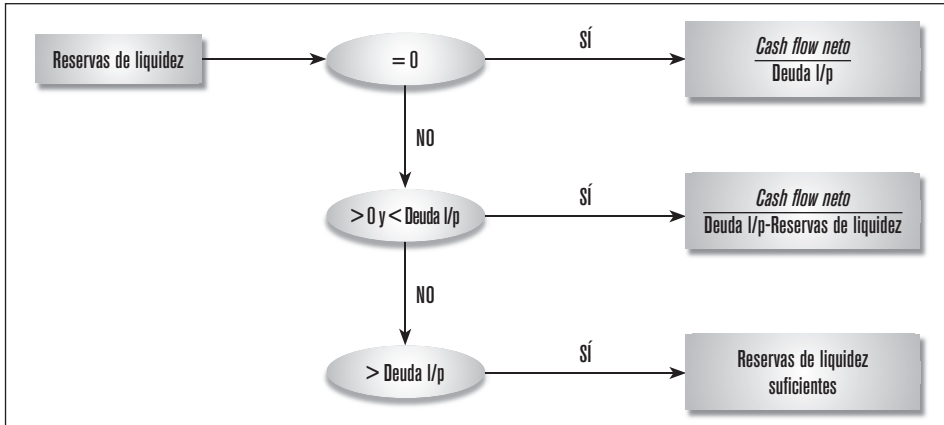 Reservas de liquidez
= 0
SÍ
Cash flow neto
Deuda l/p
NO
> 0 y < Deuda l/p
SÍ
Cash flow neto
Deuda l/p-Reservas de liquidez
NO
> Deuda l/p
SÍ
Reservas de liquidez
suficientes